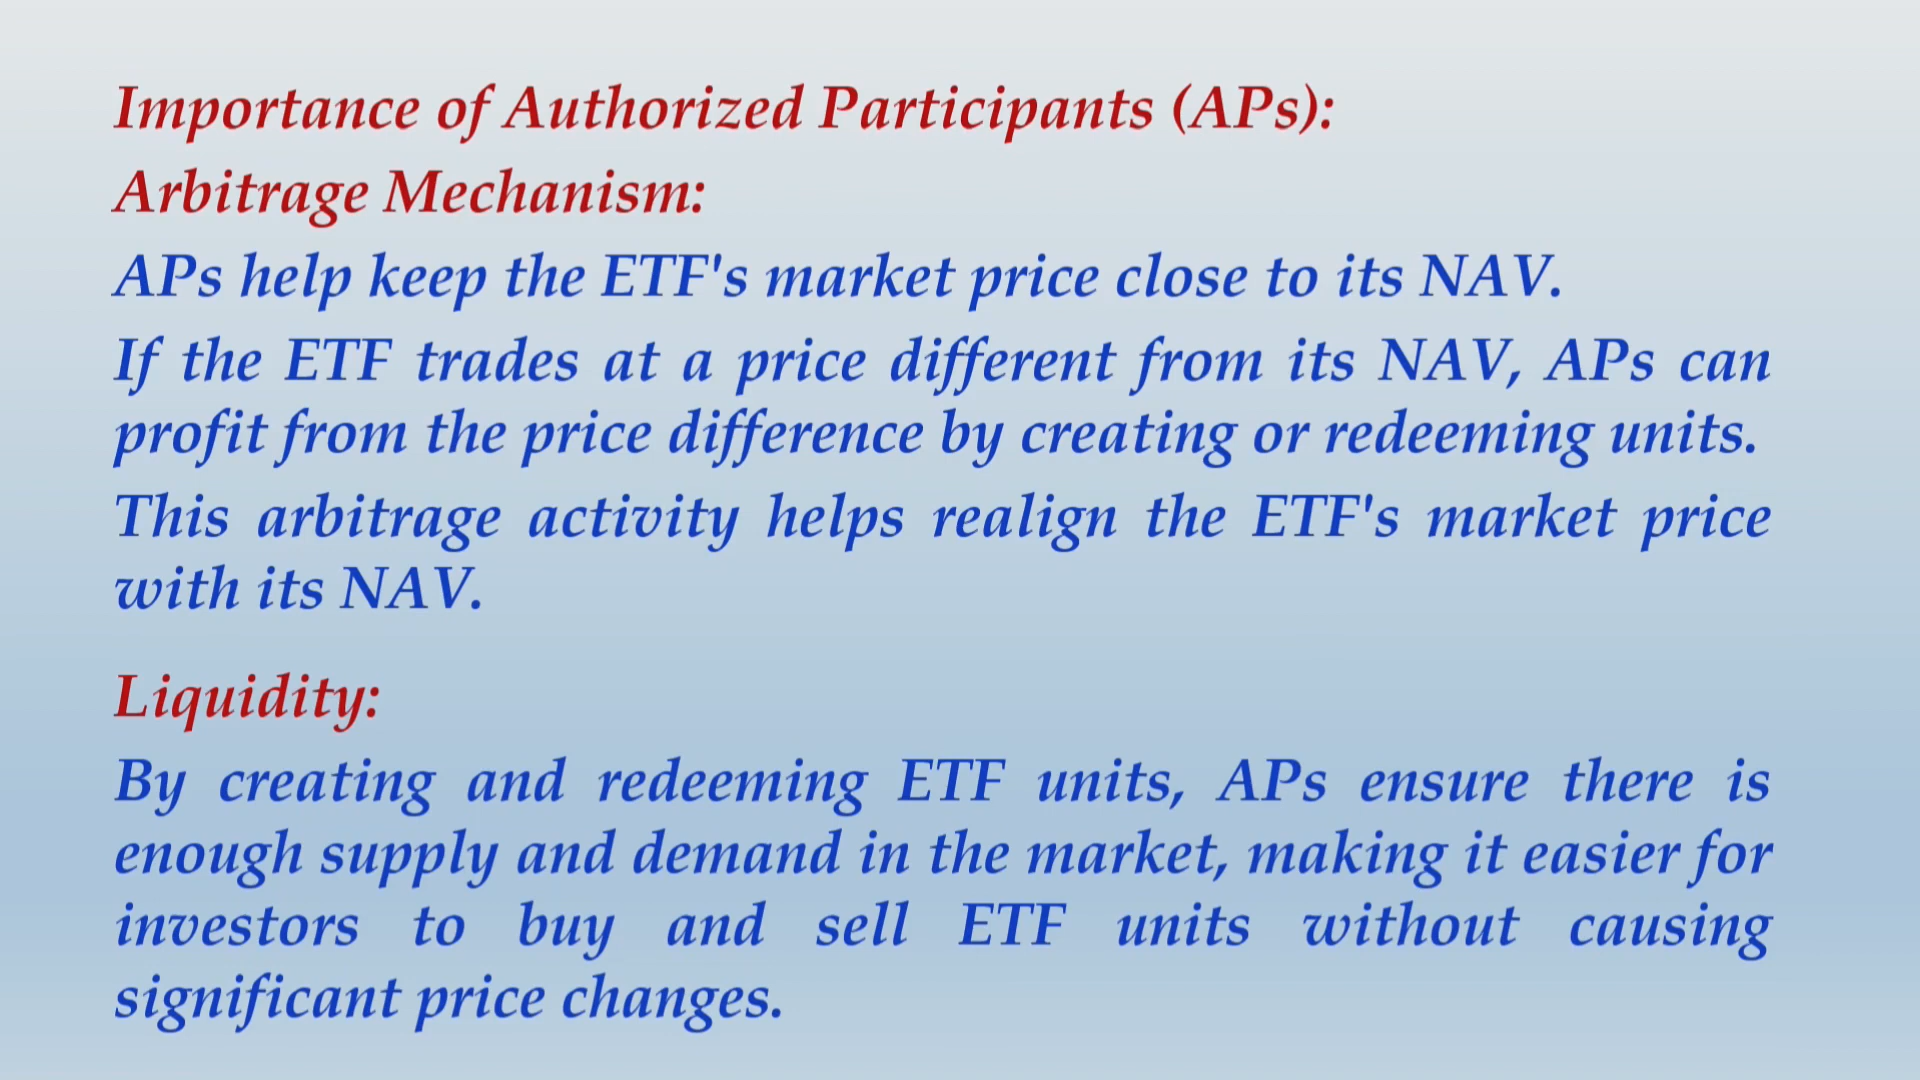 Importance of Authorized Participants (APs):
Arbitrage Mechanism:
APs help keep the ETF's market price close to its NAV.
If the ETF trades at a price different from its NAV, APs can
profit from the price difference by creating or redeeming units.
This arbitrage activity helps realign the ETF's market price
with its NAV.
Liquidity:
By creating and redeeming ETF units, APs ensure there is
enough supply and demand in the market, making it easier for
investors to buy and sell ETF units without causing
significant price changes.